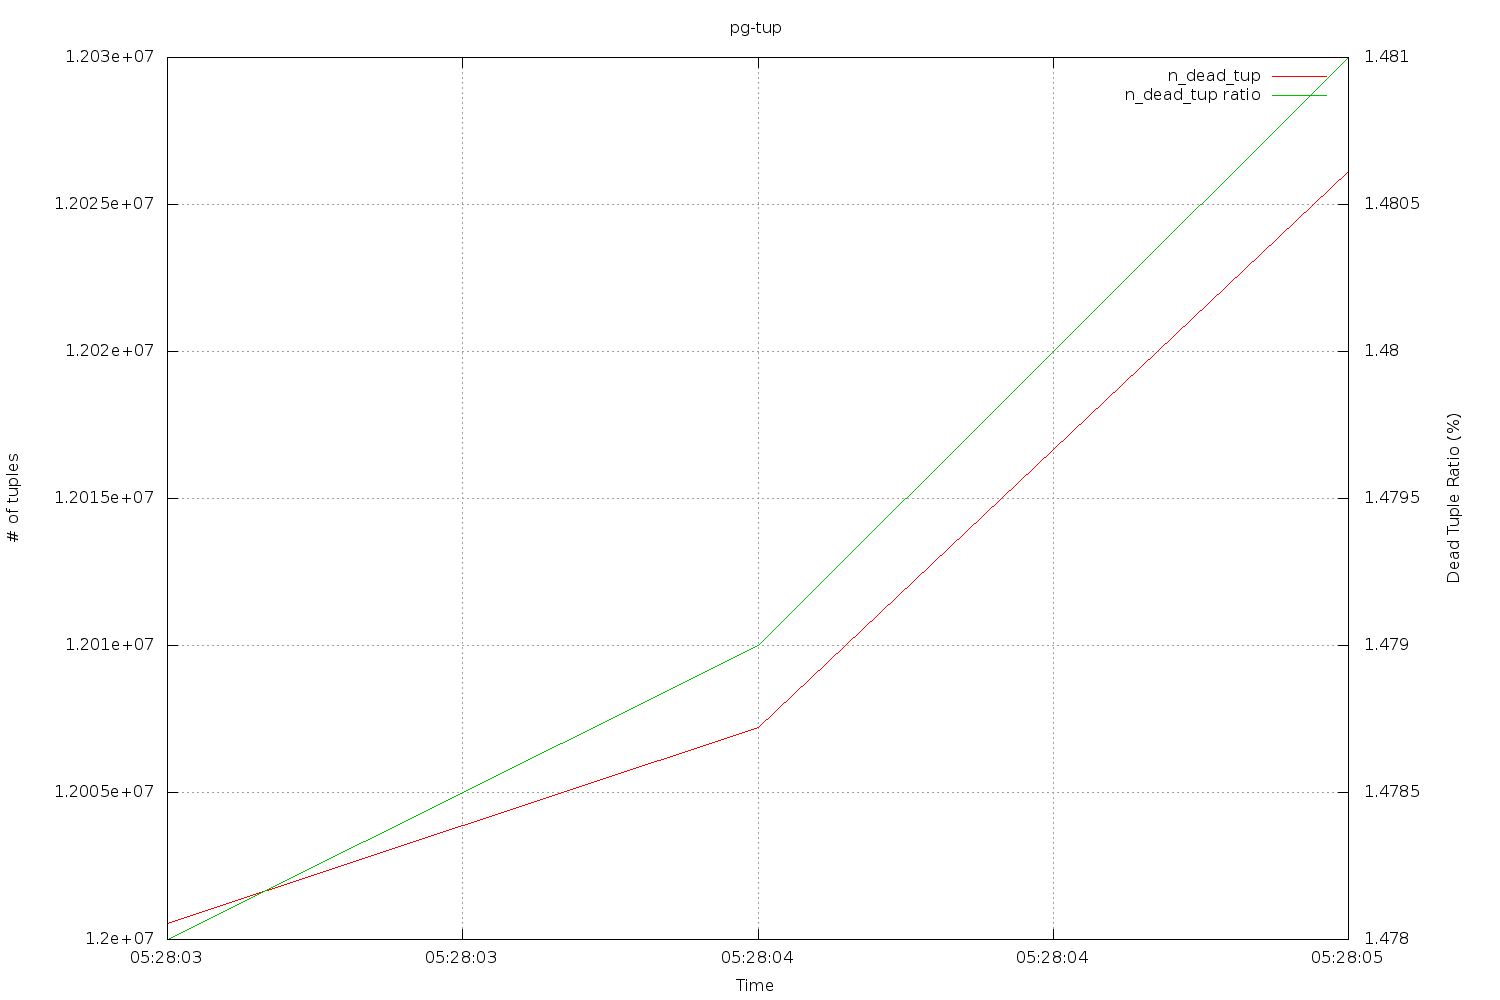 pg-tup
1.203e+07
1.481
n_dead_tup
n_dead_tup ratio
1.2025e+07
1.4805
1.202e+07
1.48
1.2015e+07
1.4795
1.201e+07
1.479
1.2005e+07
1.4785
1.2e+07
1.478
# of tuples
Dead Tuple Ratio (%)
05:28:03 05:28:03 05:28:04 05:28:04 05:28:05
Time